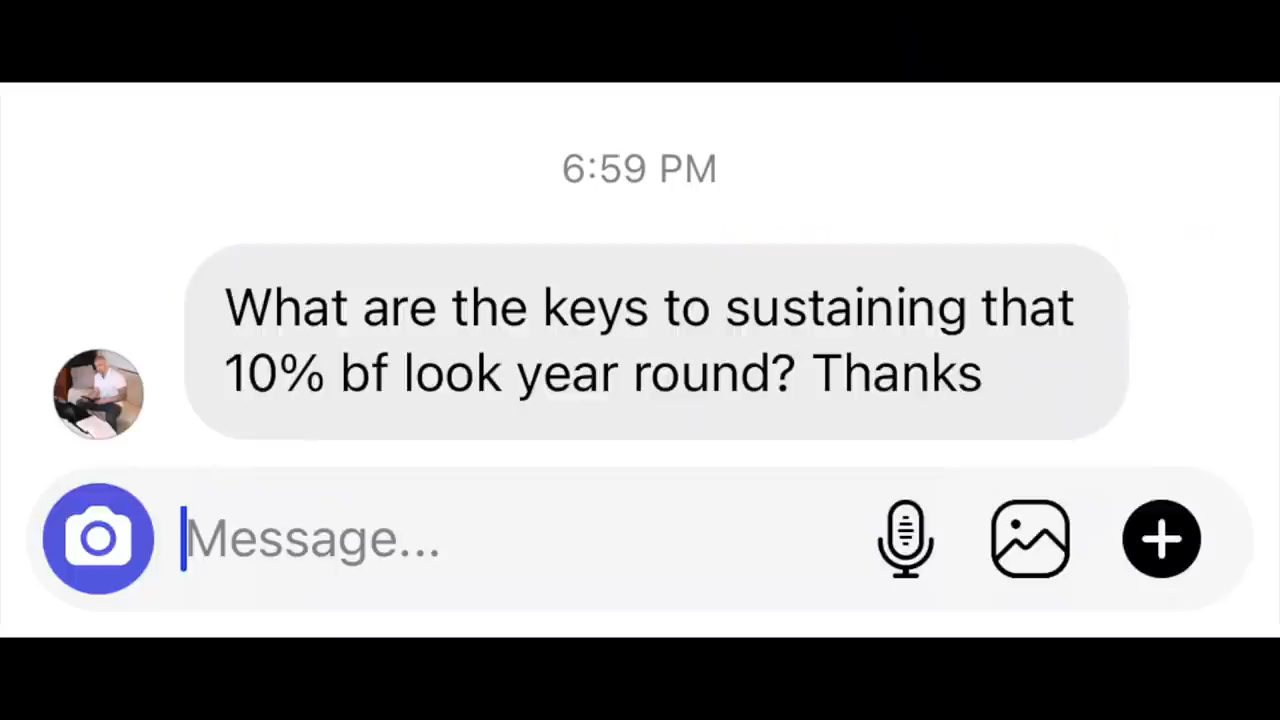 6:59 PM
What are the keys to sustaining that
10% bf look year round? Thanks
Message...